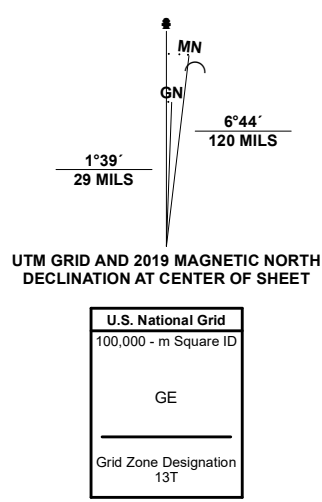 MN
GN
6°44´
120 MILS
1°39´
29 MILS
UTM GRID AND 2019 MAGNETIC NORTH
DECLINATION AT CENTER OF SHEET
U.S. National Grid
100,000 - m Square ID
GE
Grid Zone Designation
13T